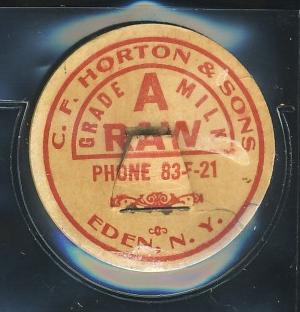 C. F. HORTON & SONS
GRADE A MILK
RAW
PHONE 83-F-21
EDEN, N. Y.